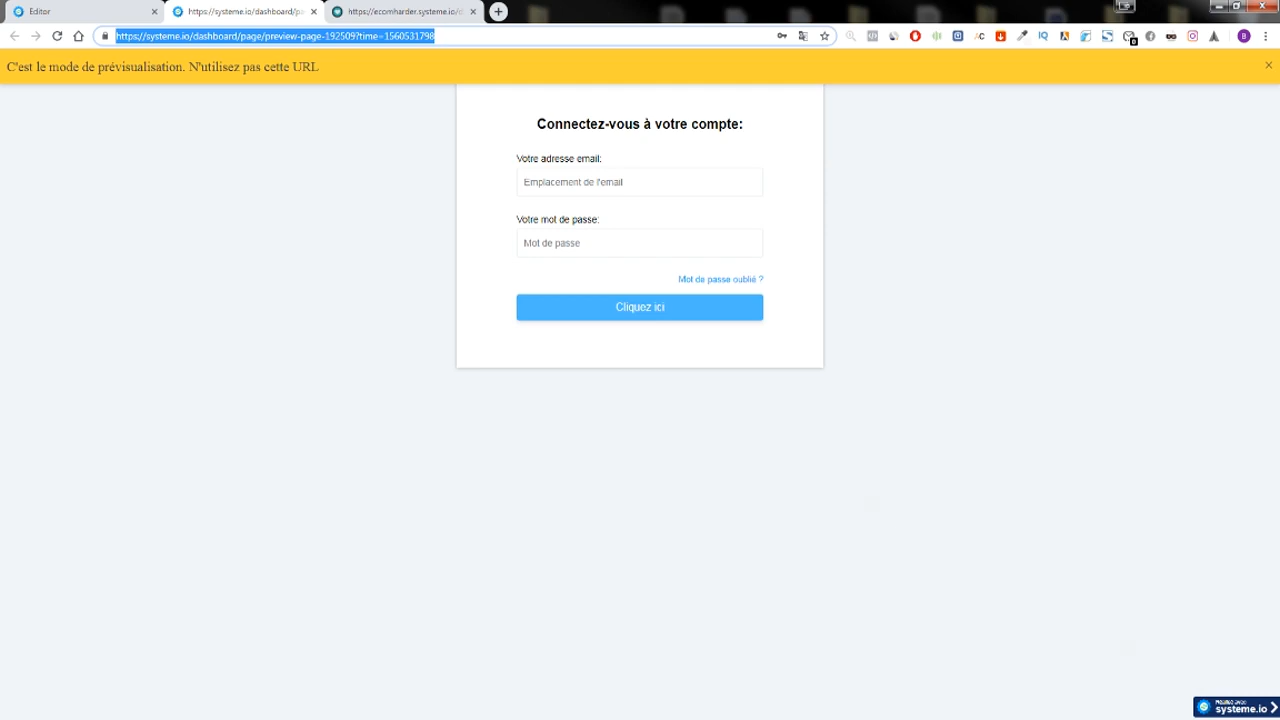 Editor
https://systeme.io/dashboard/pa
https://ecomharder.systeme.io/d
https://systeme.io/dashboard/page/preview-page-192509?time=1560531798
C'est le mode de prévisualisation. N'utilisez pas cette URL
Connectez-vous à votre compte:
Votre adresse email:
Emplacement de l'email
Votre mot de passe:
Mot de passe
Mot de passe oublié ?
Cliquez ici
systeme.io